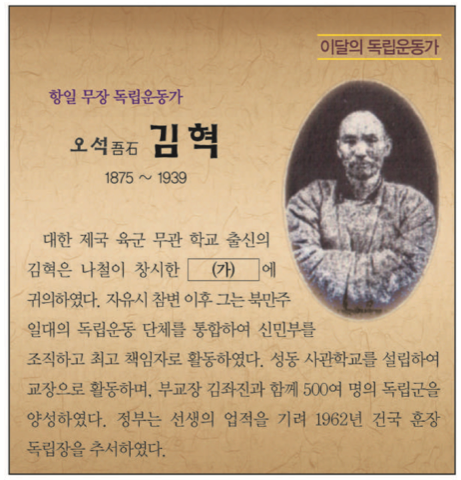 이달의 독립운동가
항일 무장 독립운동가
오석吾石 김혁
1875 ~ 1939
대한 제국 육군 무관 학교 출신의
김혁은 나철이 창시한 (가) 에
귀의하였다. 자유시 참변 이후 그는 북만주
일대의 독립운동 단체를 통합하여 신민부를
조직하고 최고 책임자로 활동하였다. 성동 사관학교를 설립하여
교장으로 활동하며, 부교장 김좌진과 함께 500여 명의 독립군을
양성하였다. 정부는 선생의 업적을 기려 1962년 건국 훈장
독립장을 추서하였다.